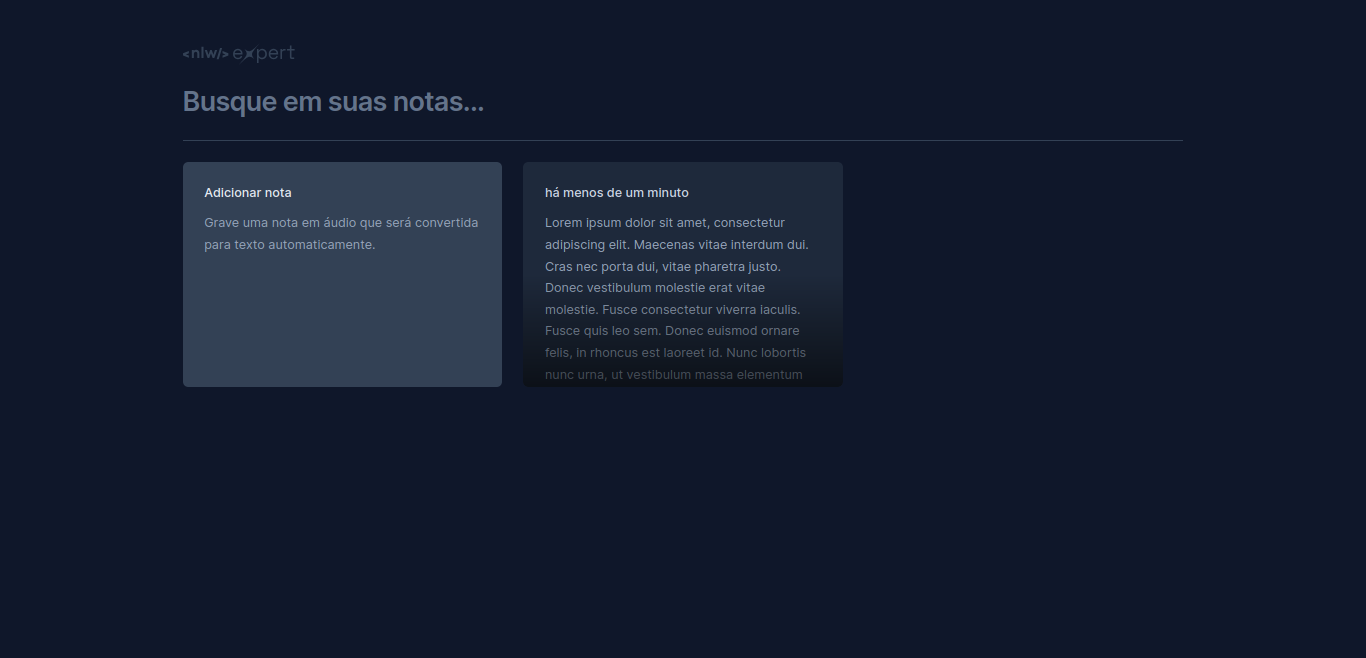 <nlw/> expert
Busque em suas notas...
Adicionar nota
Grave uma nota em áudio que será convertida
para texto automaticamente.
há menos de um minuto
Lorem ipsum dolor sit amet, consectetur
adipiscing elit. Maecenas vitae interdum dui.
Cras nec porta dui, vitae pharetra justo.
Donec vestibulum molestie erat vitae
molestie. Fusce consectetur viverra iaculis.
Fusce quis leo sem. Donec euismod ornare
felis, in rhoncus est laoreet id. Nunc lobortis
nunc urna, ut vestibulum massa elementum